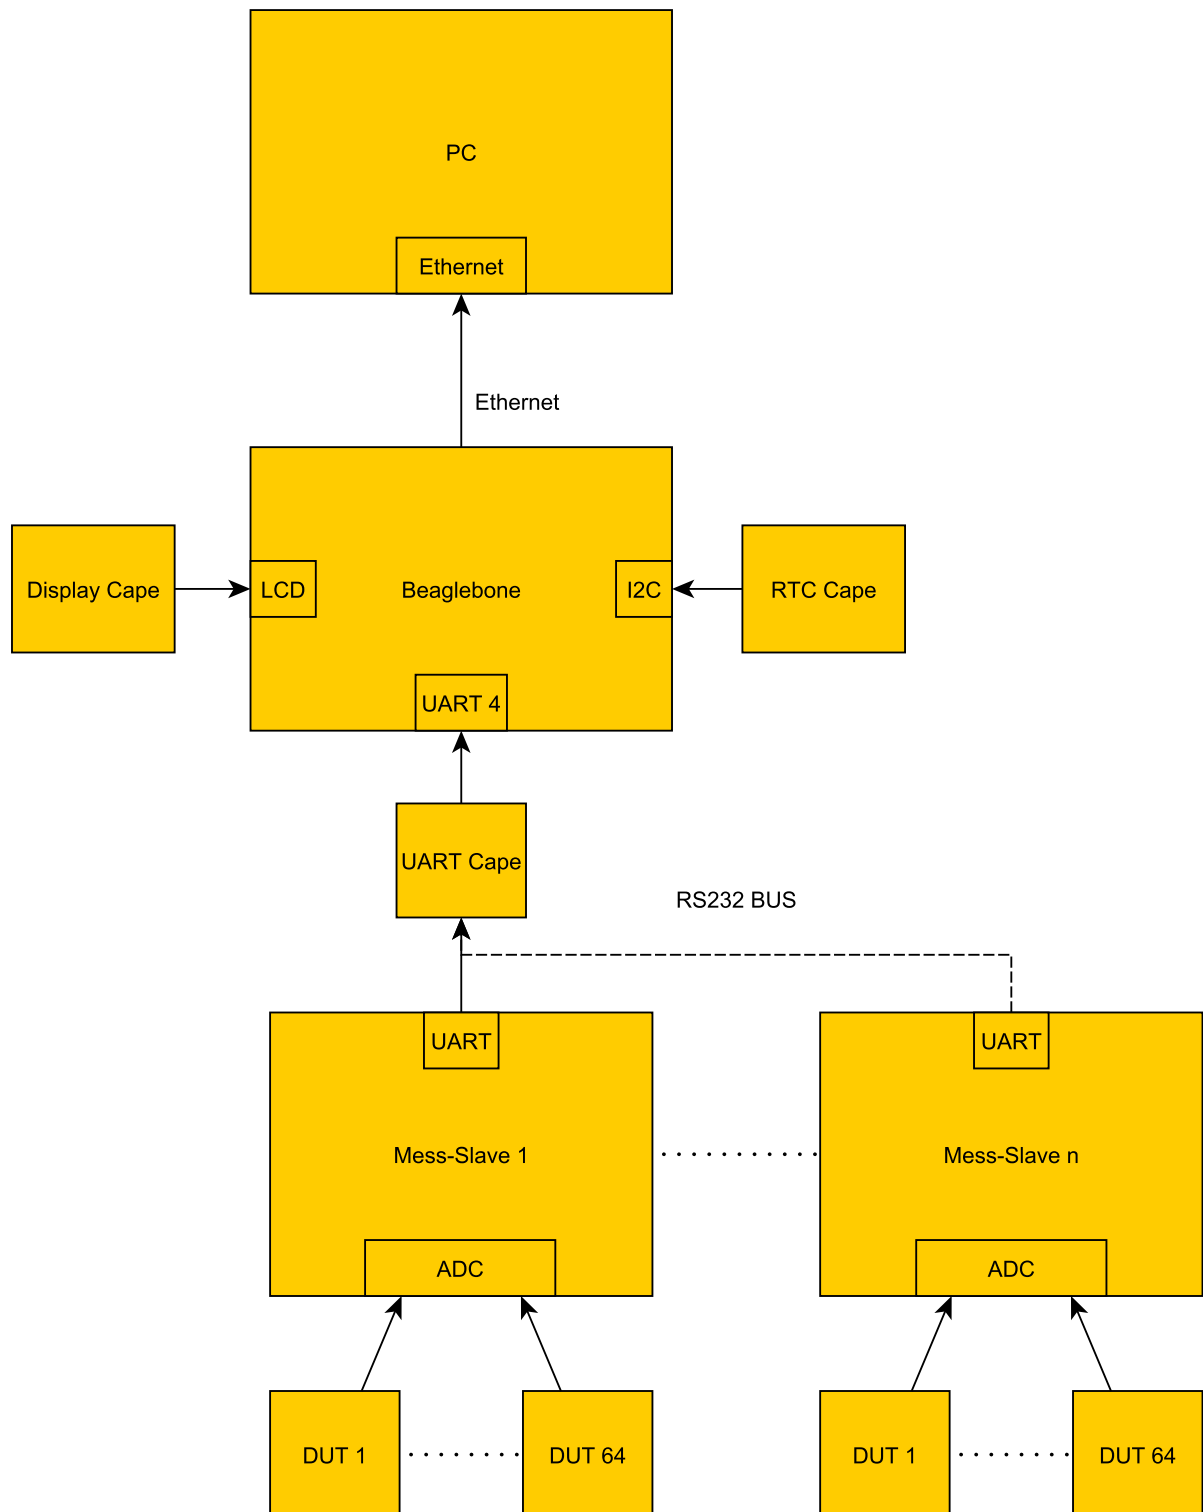 PC
Ethernet
Ethernet
Display Cape
LCD
Beaglebone
I2C
RTC Cape
UART 4
UART Cape
RS232 BUS
UART
UART
Mess-Slave 1
Mess-Slave n
ADC
ADC
DUT 1
DUT 64
DUT 1
DUT 64